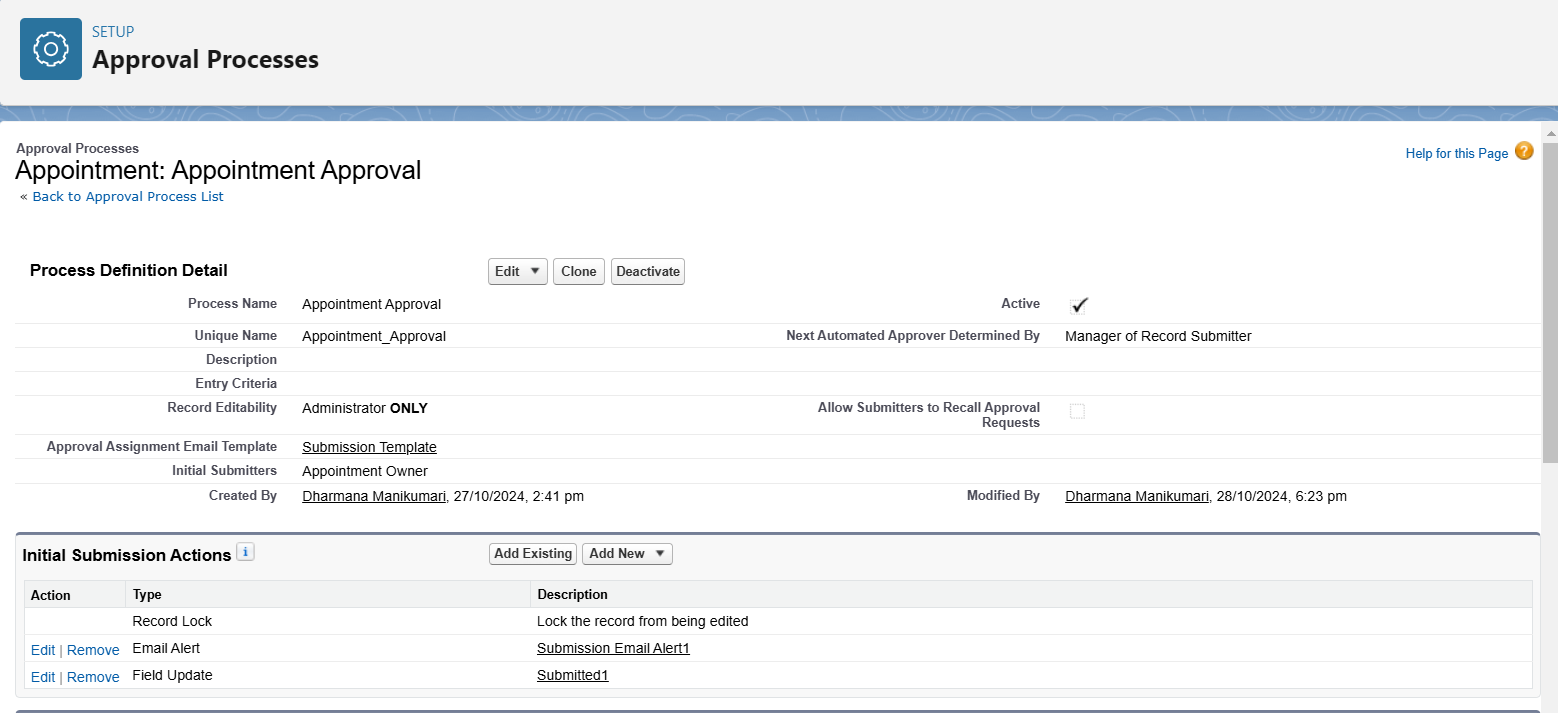 SETUP
Approval Processes
Approval Processes
Appointment: Appointment Approval
« Back to Approval Process List
Help for this Page ?
Process Definition Detail
Edit ▼ Clone Deactivate
Process Name Appointment Approval Active ✓
Unique Name Appointment_Approval Next Automated Approver Determined By Manager of Record Submitter
Description
Entry Criteria
Record Editability Administrator ONLY Allow Submitters to Recall Approval
Requests
Approval Assignment Email Template Submission Template
Initial Submitters Appointment Owner
Created By Dharmana Manikumari, 27/10/2024, 2:41 pm Modified By Dharmana Manikumari, 28/10/2024, 6:23 pm
Initial Submission Actions i Add Existing Add New ▼
Action Type Description
Record Lock Lock the record from being edited
Edit | Remove Email Alert Submission Email Alert1
Edit | Remove Field Update Submitted1